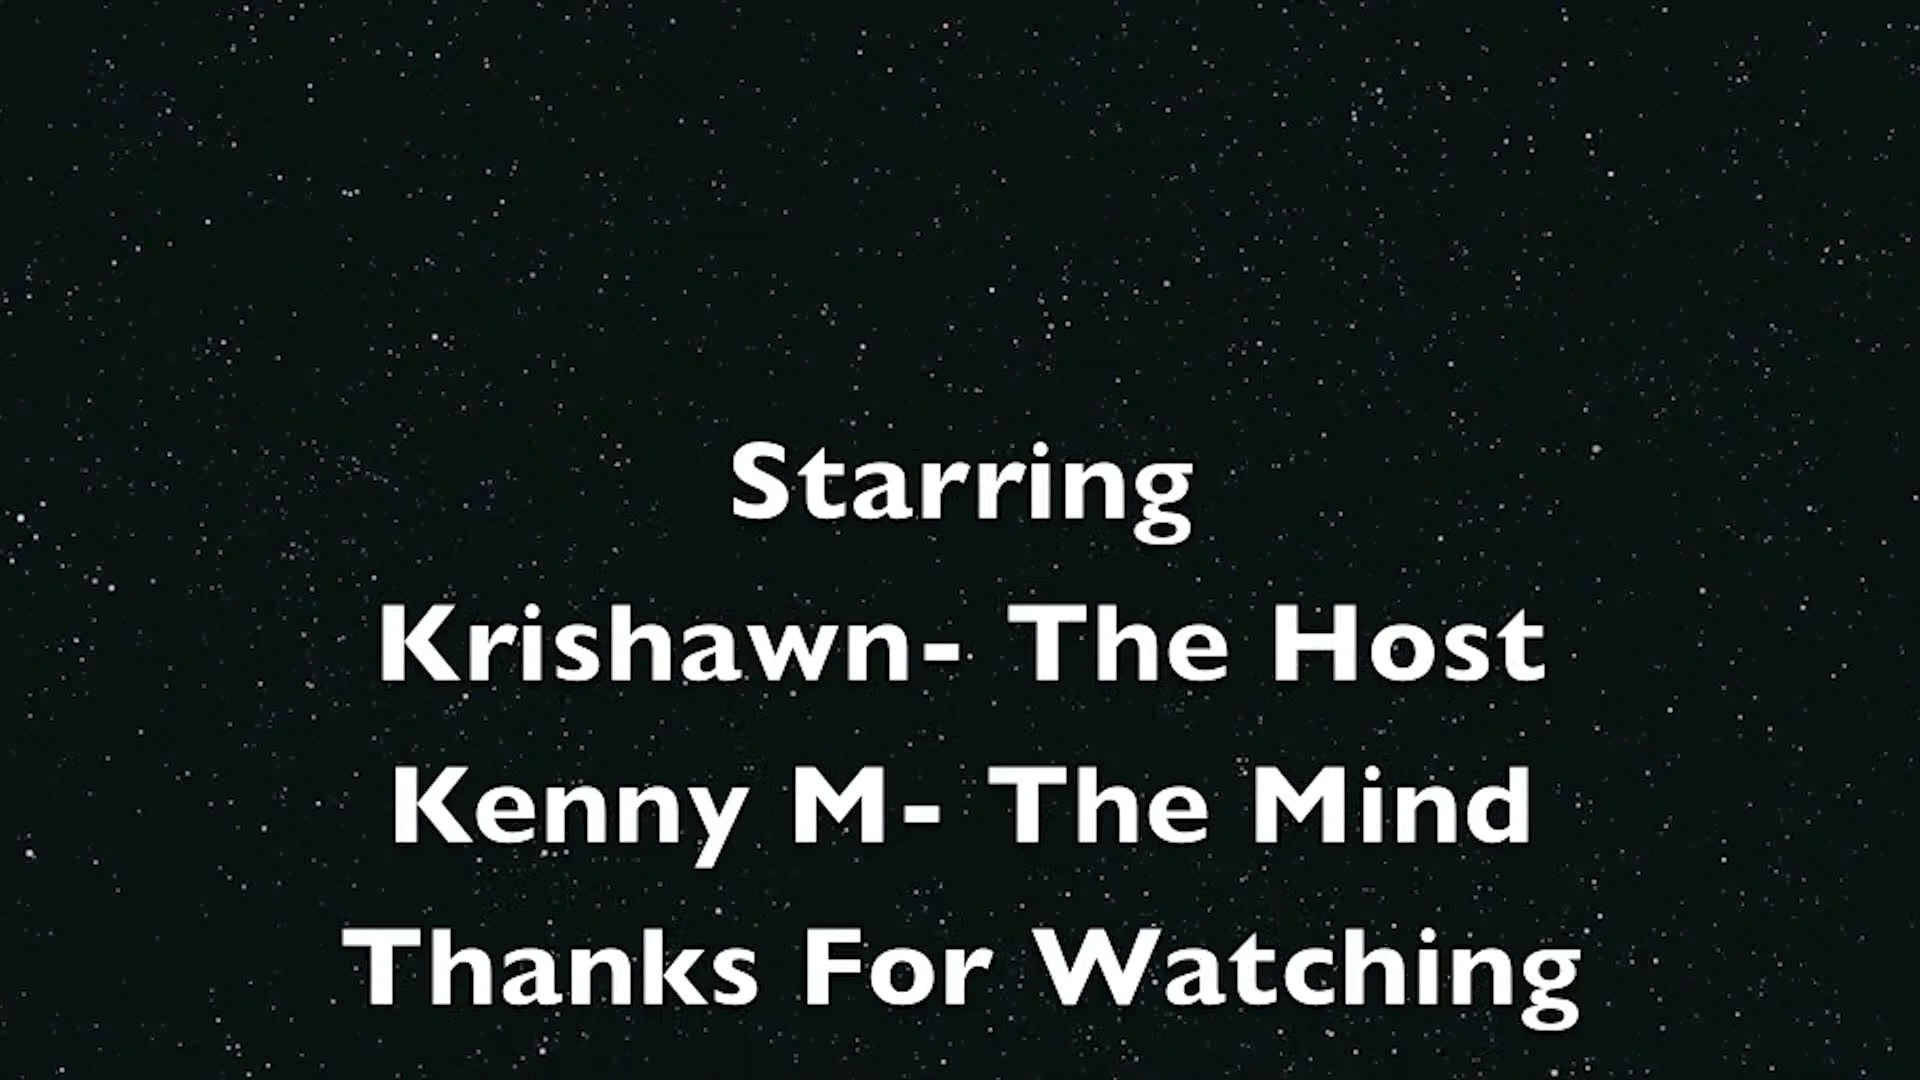 Starring
Krishawn- The Host
Kenny M- The Mind
Thanks For Watching